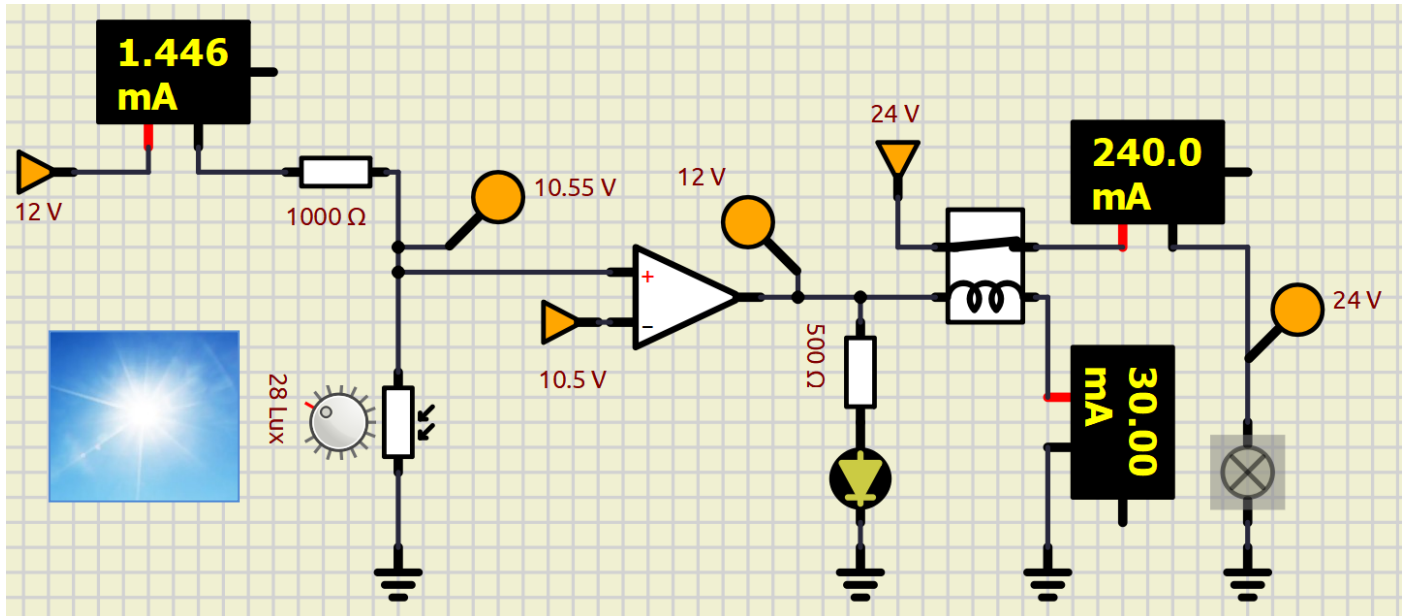 1.446
mA
12 V
1000 Ω
10.55 V
12 V
24 V
240.0
mA
24 V
+
−
10.5 V
28 Lux
500 Ω
30.00
mA